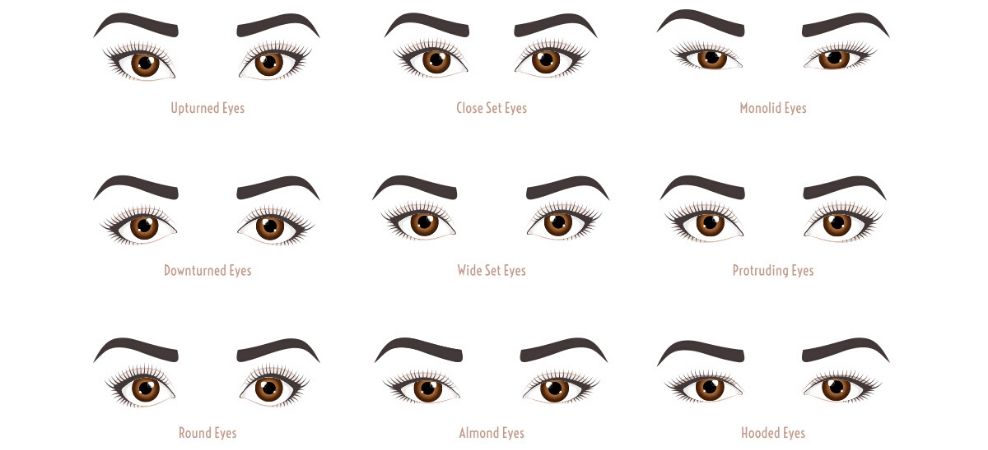 Upturned Eyes
Close Set Eyes
Monolid Eyes
Downturned Eyes
Wide Set Eyes
Protruding Eyes
Round Eyes
Almond Eyes
Hooded Eyes